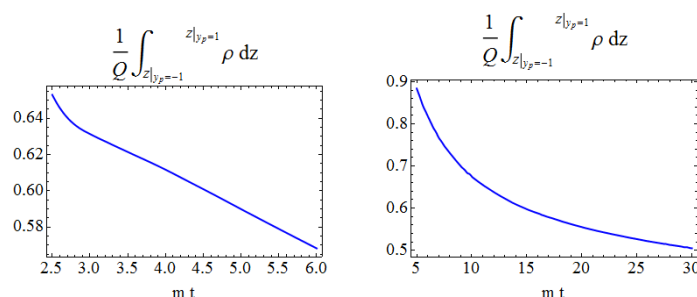 1/Q ∫_{z|y_p=-1}^{z|y_p=1} ρ dz
0.64
0.62
0.60
0.58
2.5 3.0 3.5 4.0 4.5 5.0 5.5 6.0
m t
1/Q ∫_{z|y_p=-1}^{z|y_p=1} ρ dz
0.9
0.8
0.7
0.6
0.5
5 10 15 20 25 30
m t